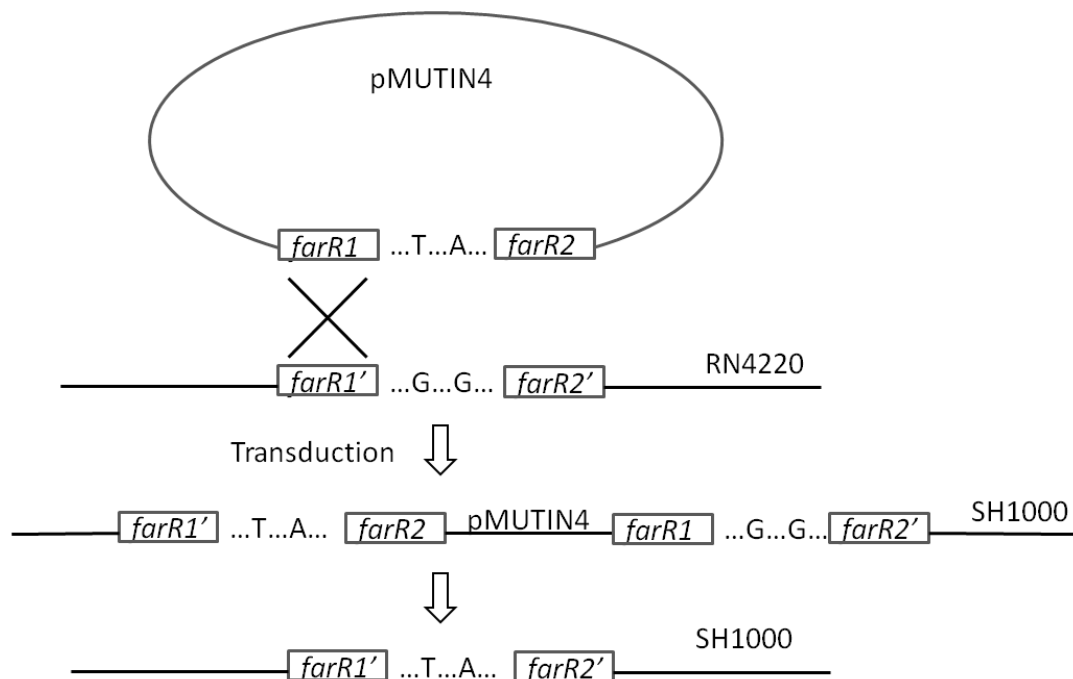 pMUTIN4
farR1 ...T...A... farR2
RN4220
farR1’ ...G...G... farR2’
Transduction
farR1’ ...T...A... farR2 pMUTIN4 farR1 ...G...G... farR2’ SH1000
SH1000
farR1’ ...T...A... farR2’